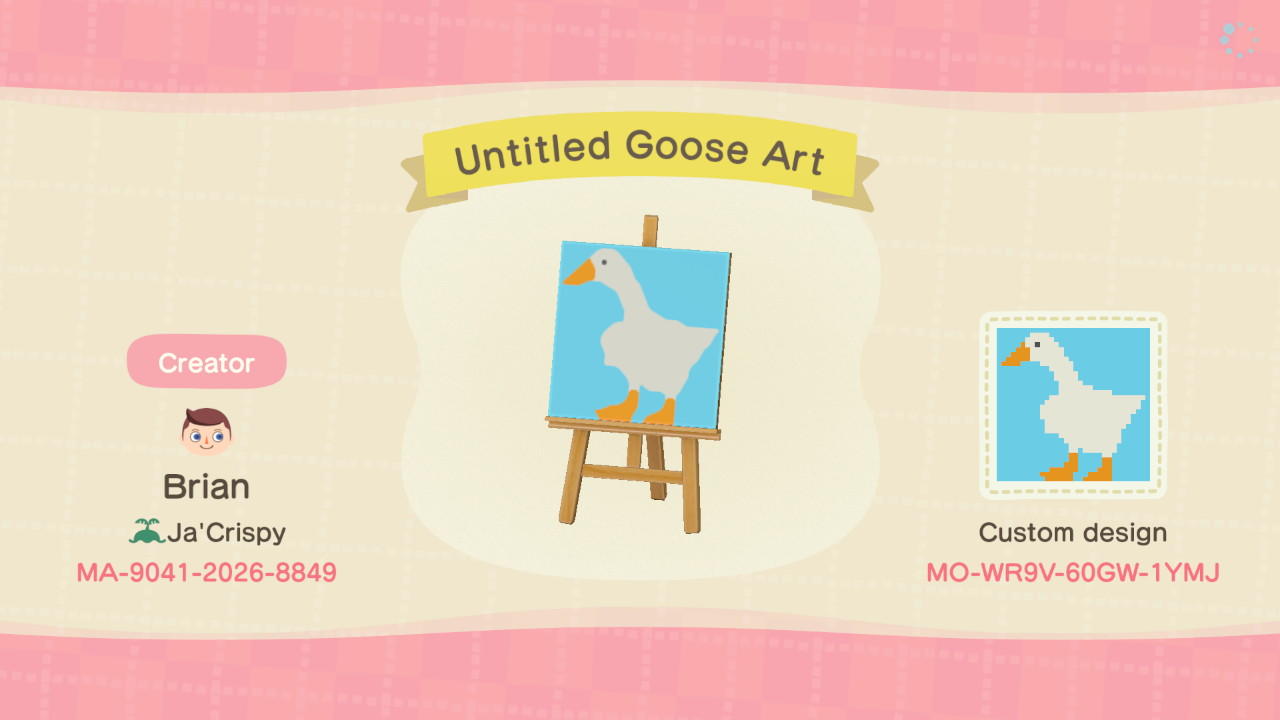 Untitled Goose Art
Creator
Brian
Ja'Crispy
MA-9041-2026-8849
Custom design
MO-WR9V-60GW-1YMJ